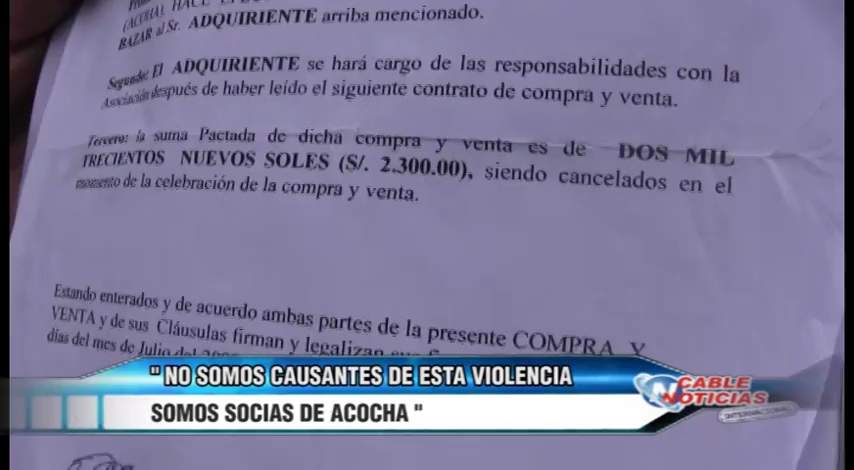 (ACOHAL HACE
BAZAR al Sr. ADQUIRIENTE arriba mencionado.
Segundo: El ADQUIRIENTE se hará cargo de las responsabilidades con la
Asociación después de haber leído el siguiente contrato de compra y venta.
Tercero: la suma Pactada de dicha compra y venta es de DOS MIL
TRECIENTOS NUEVOS SOLES (S/. 2.300.00), siendo cancelados en el
momento de la celebración de la compra y venta.
Estando enterados y de acuerdo ambas partes de la presente COMPRA Y
VENTA y de sus Cláusulas firman y legalizan
días del mes de Julio del
" NO SOMOS CAUSANTES DE ESTA VIOLENCIA
SOMOS SOCIAS DE ACOCHA "
CABLE
NOTICIAS
INTERNACIONAL